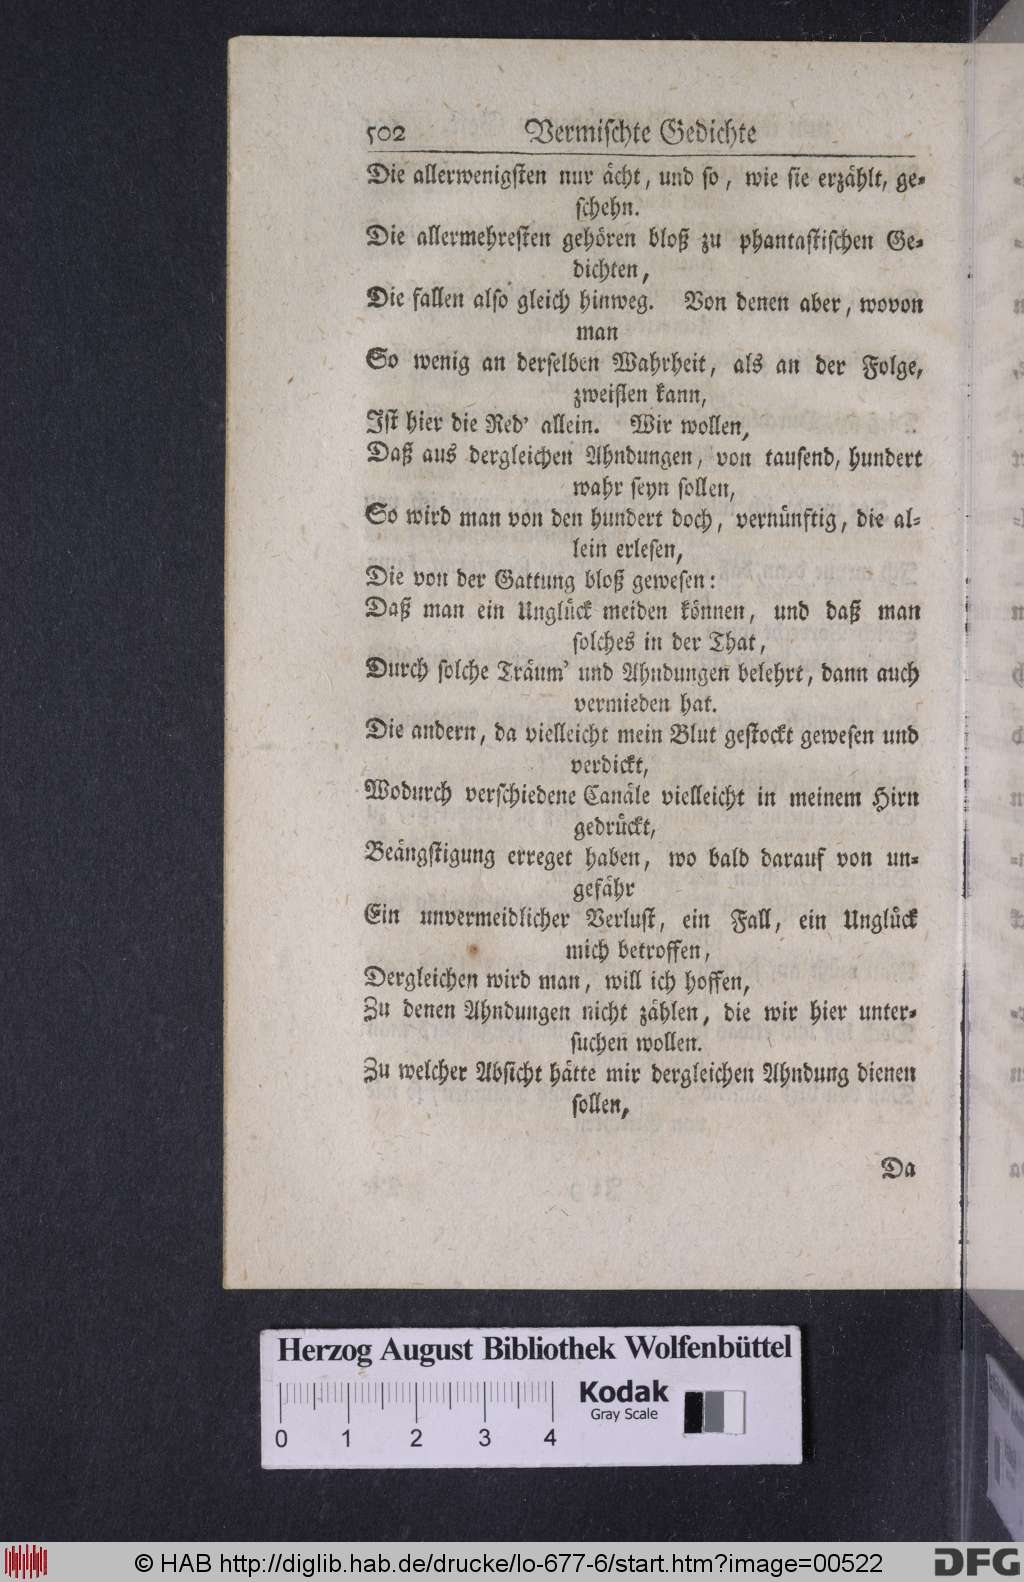 502 Vermischte Gedichte
Die allerwenigsten nur ächt, und so, wie sie erzählt, ge-
schehn.
Die allermehresten gehören bloß zu phantastischen Ge-
dichten,
Die fallen also gleich hinweg. Von denen aber, wovon
man
So wenig an derselben Wahrheit, als an der Folge,
zweiflen kann,
Ist hier die Red' allein. Wir wollen,
Daß aus dergleichen Ahndungen, von tausend, hundert
wahr seyn sollen,
So wird man von den hundert doch, vernünftig, die al-
lein erlesen,
Die von der Gattung bloß gewesen:
Daß man ein Unglück meiden können, und daß man
solches in der That,
Durch solche Träum' und Ahndungen belehrt, dann auch
vermieden hat.
Die andern, da vielleicht mein Blut gestockt gewesen und
verdickt,
Wodurch verschiedene Canäle vielleicht in meinem Hirn
gedrückt,
Beängstigung erreget haben, wo bald darauf von un-
gefähr
Ein unvermeidlicher Verlust, ein Fall, ein Unglück
mich betroffen,
Dergleichen wird man, will ich hoffen,
Zu denen Ahndungen nicht zählen, die wir hier unter-
suchen wollen.
Zu welcher Absicht hätte mir dergleichen Ahndung dienen
sollen,
Da
Herzog August Bibliothek Wolfenbüttel
Kodak
Gray Scale
0 1 2 3 4
© HAB http://diglib.hab.de/drucke/lo-677-6/start.htm?image=00522
DFG